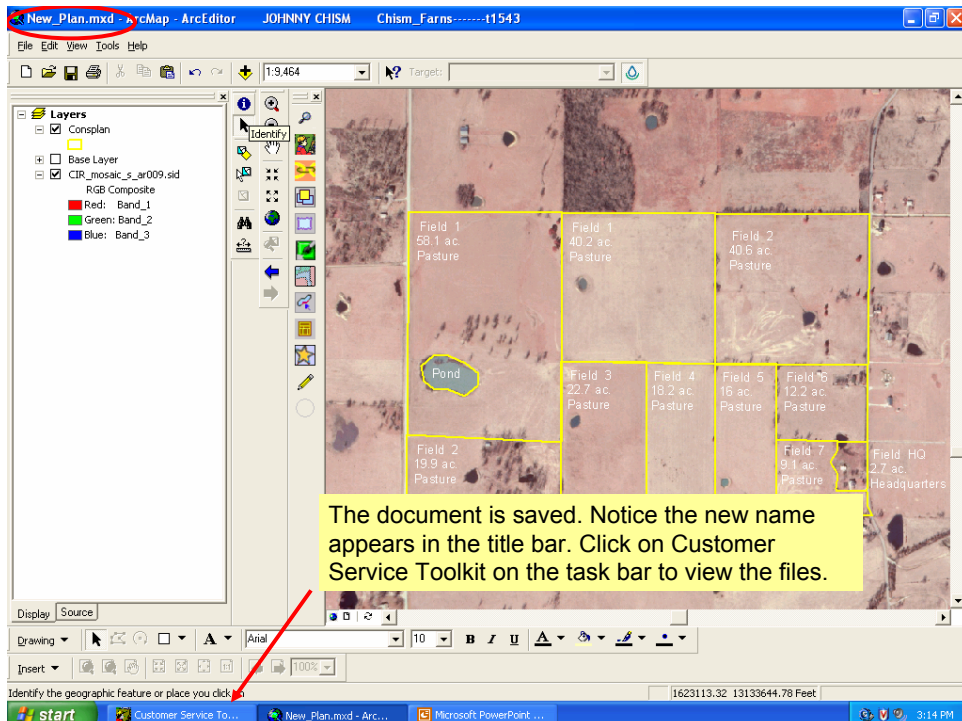 New_Plan.mxd - ArcMap - ArcEditor JOHNNY CHISM Chism_Farns-------t1543
File Edit View Tools Help
1:9,464 Target:
Layers
Consplan
Base Layer
CIR_mosaic_s_ar009.sid
RGB Composite
Red: Band_1
Green: Band_2
Blue: Band_3
Identify
Field 1
58.1 ac.
Pasture
Field 1
40.2 ac.
Pasture
Field 2
40.6 ac.
Pasture
Pond
Field 3
22.7 ac.
Pasture
Field 4
18.2 ac.
Pasture
Field 5
16 ac.
Pasture
Field 6
12.2 ac.
Pasture
Field 2
19.9 ac.
Pasture
Field 7
9.1 ac.
Pasture
Field HQ
2.7 ac.
Headquarters
The document is saved. Notice the new name
appears in the title bar. Click on Customer
Service Toolkit on the task bar to view the files.
Display Source
Drawing A Arial 10 B I U A
Insert 100%
Identify the geographic feature or place you click 1623113.32 13133644.78 Feet
start Customer Service To... New_Plan.mxd - Arc... Microsoft PowerPoint ... 3:14 PM